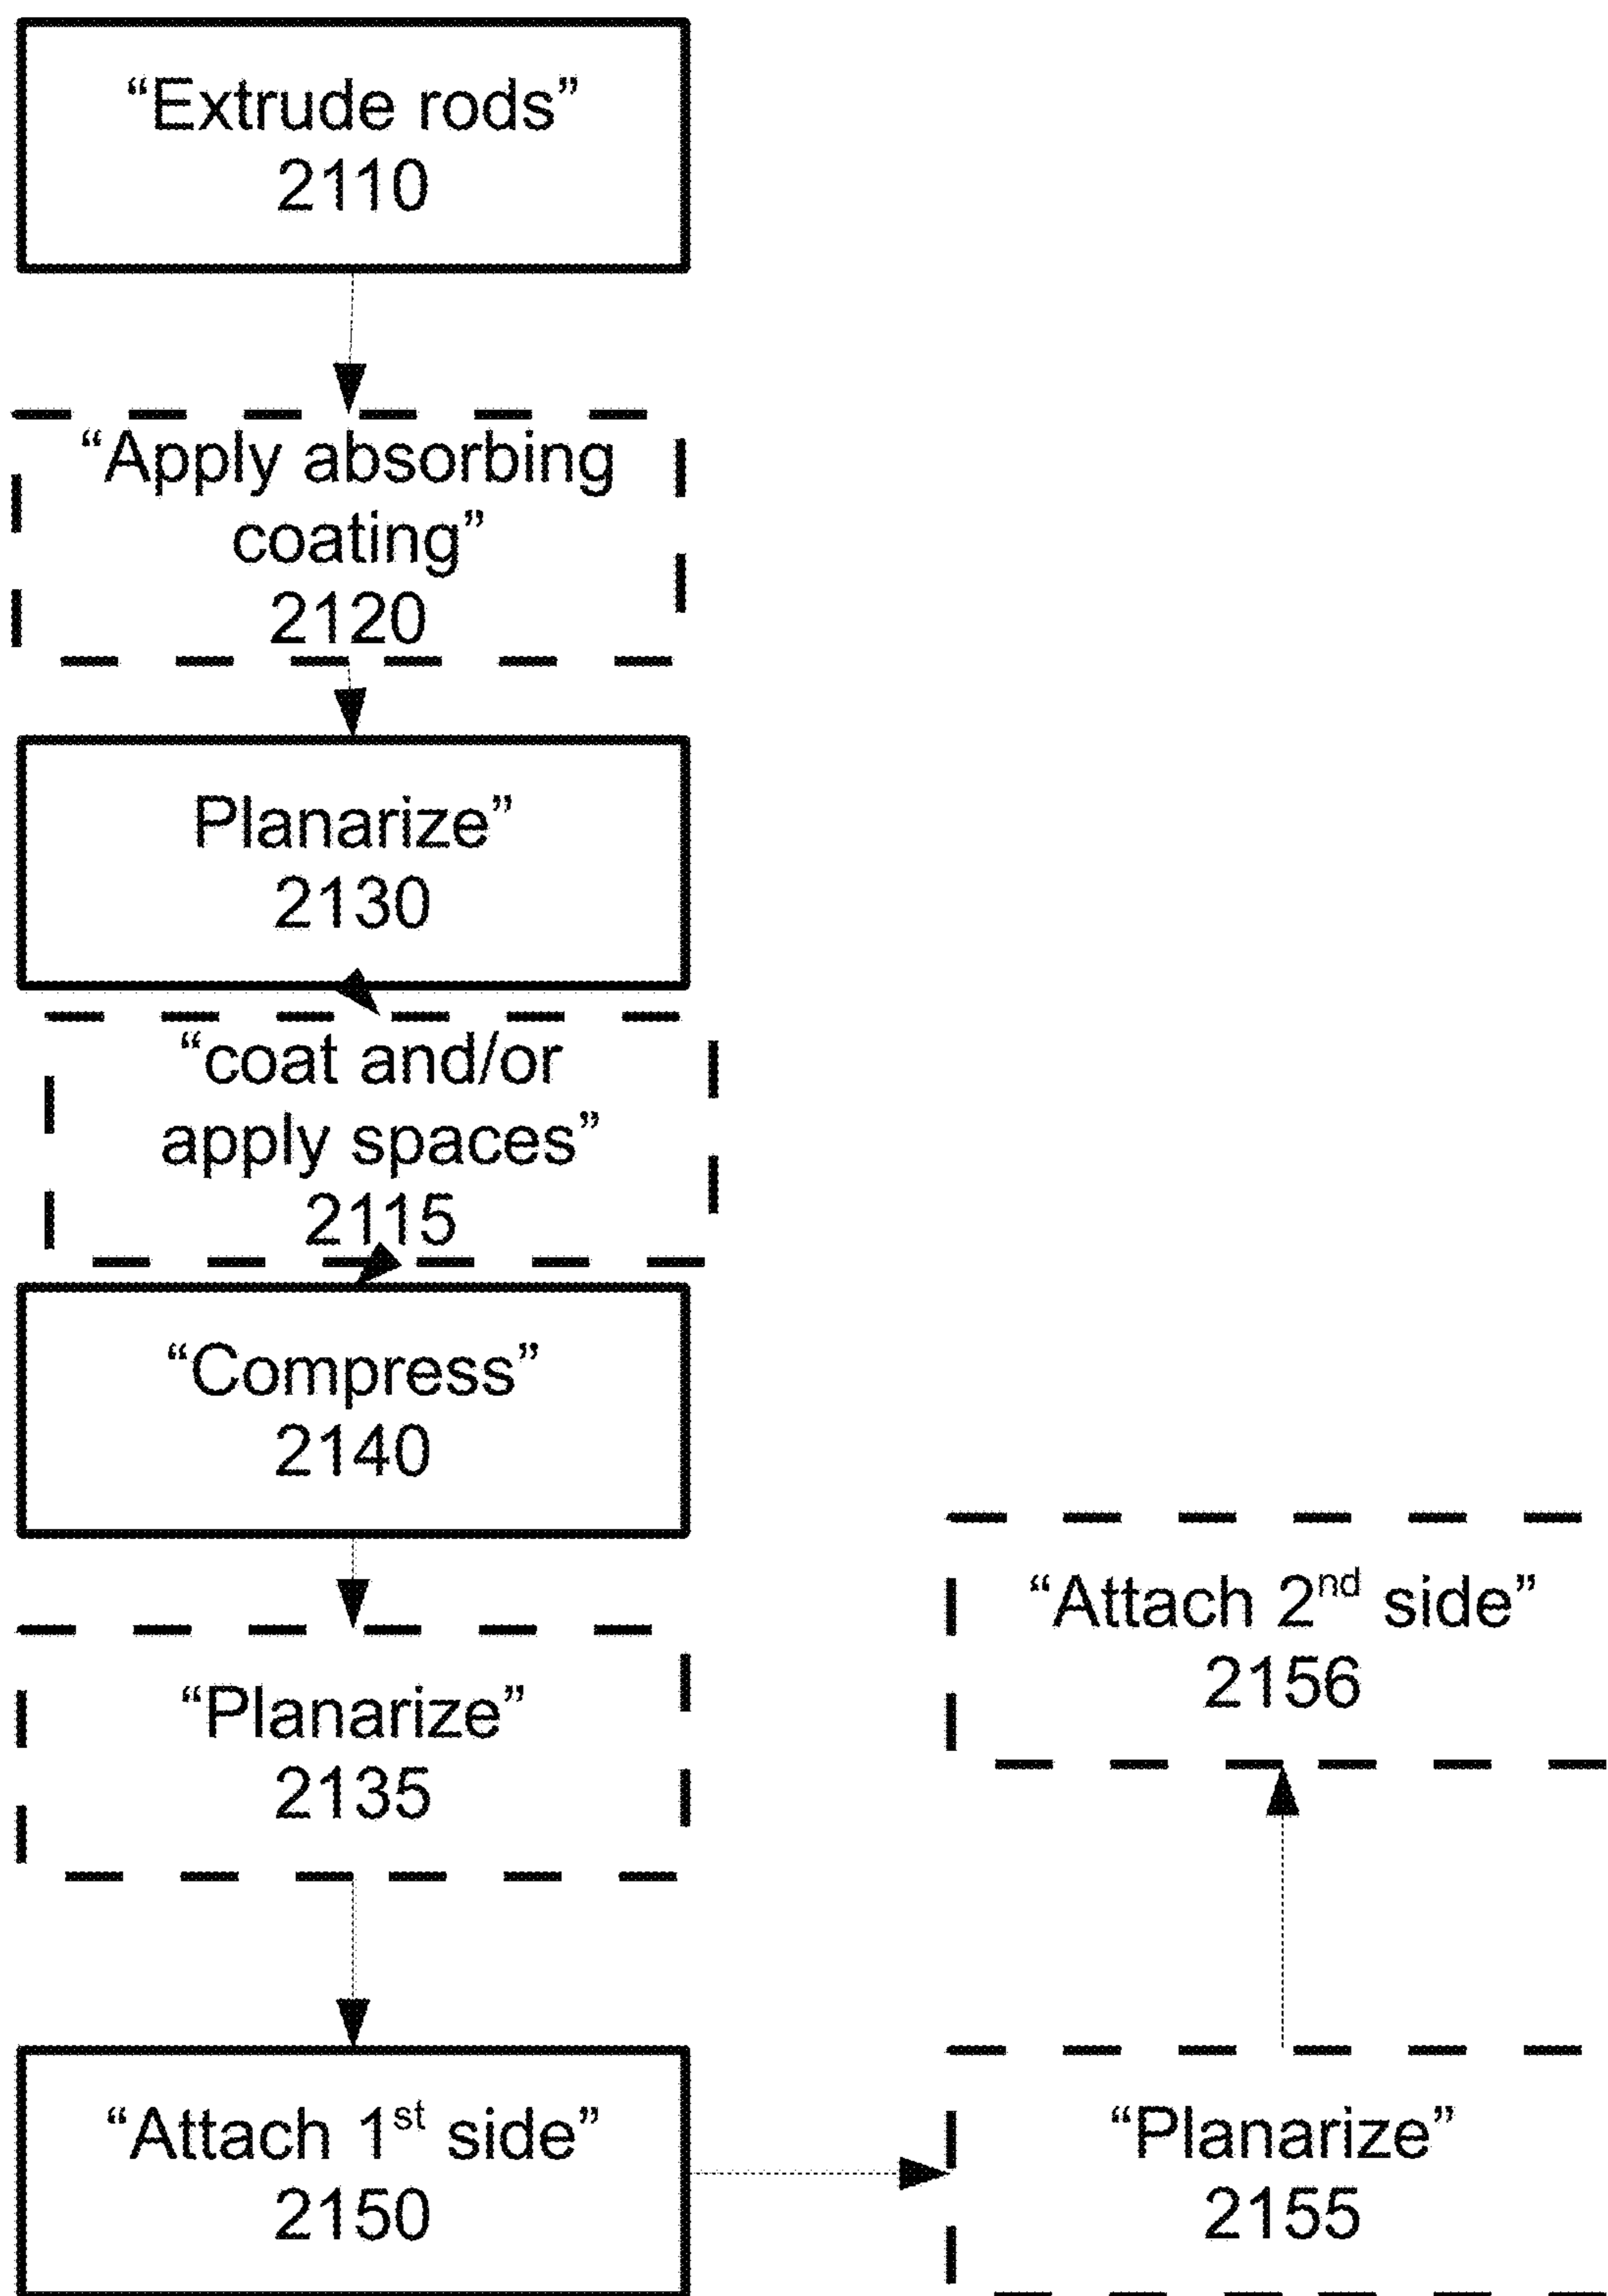 “Extrude rods”
2110
“Apply absorbing
coating”
2120
Planarize”
2130
“coat and/or
apply spaces”
2115
“Compress”
2140
“Planarize”
2135
“Attach 1st side”
2150
“Planarize”
2155
“Attach 2nd side”
2156